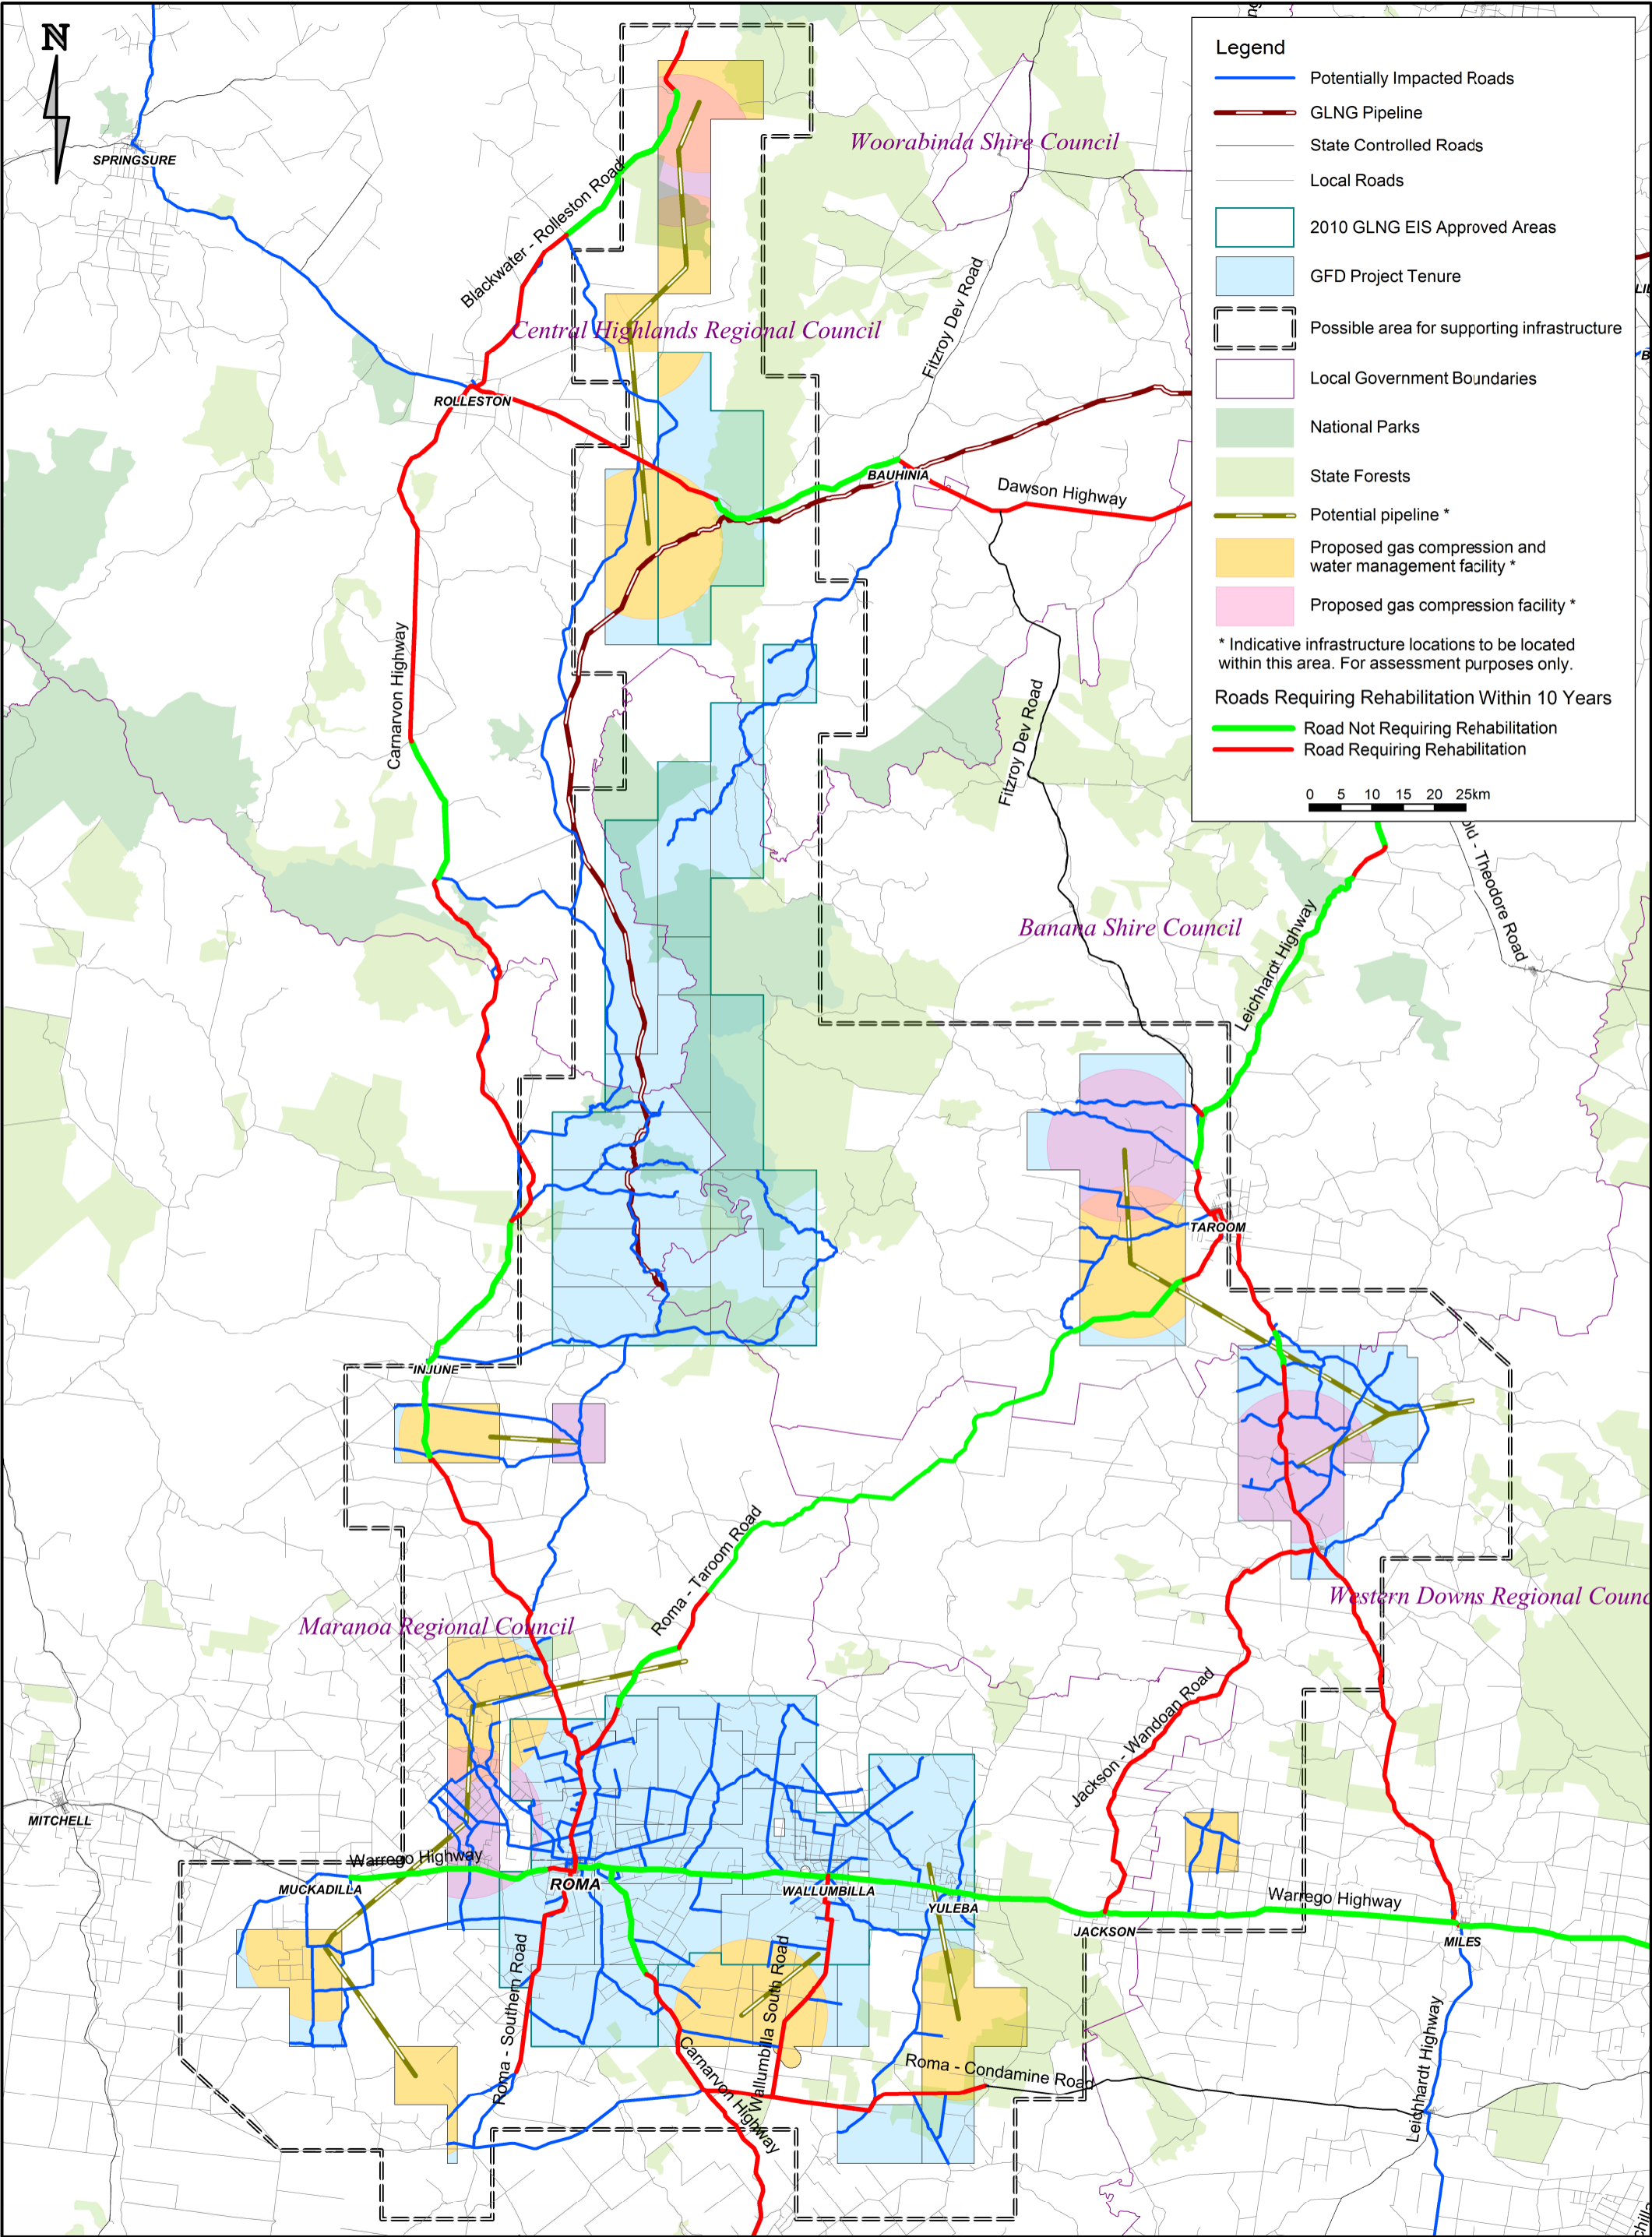 N
Legend
Potentially Impacted Roads
GLNG Pipeline
State Controlled Roads
Local Roads
2010 GLNG EIS Approved Areas
GFD Project Tenure
Possible area for supporting infrastructure
Local Government Boundaries
National Parks
State Forests
Potential pipeline *
Proposed gas compression and
water management facility *
Proposed gas compression facility *
* Indicative infrastructure locations to be located
within this area. For assessment purposes only.
Roads Requiring Rehabilitation Within 10 Years
Road Not Requiring Rehabilitation
Road Requiring Rehabilitation
0 5 10 15 20 25km
SPRINGSURE
Woorabinda Shire Council
Blackwater - Rolleston Road
Central Highlands Regional Council
Fitzroy Dev Road
ROLLESTON
BAUHINIA
Dawson Highway
Carnarvon Highway
Fitzroy Dev Road
old - Theodore Road
Banana Shire Council
Leichhardt Highway
TAROOM
INJUNE
Roma - Taroom Road
Western Downs Regional Counc
Maranoa Regional Council
Jackson - Wandoan Road
MITCHELL
Warrego Highway
MUCKADILLA
ROMA
WALLUMBILLA
YULEBA
JACKSON
Warrego Highway
MILES
Roma - Southern Road
Wallumbilla South Road
Carnarvon Highway
Roma - Condamine Road
Leichhardt Highway